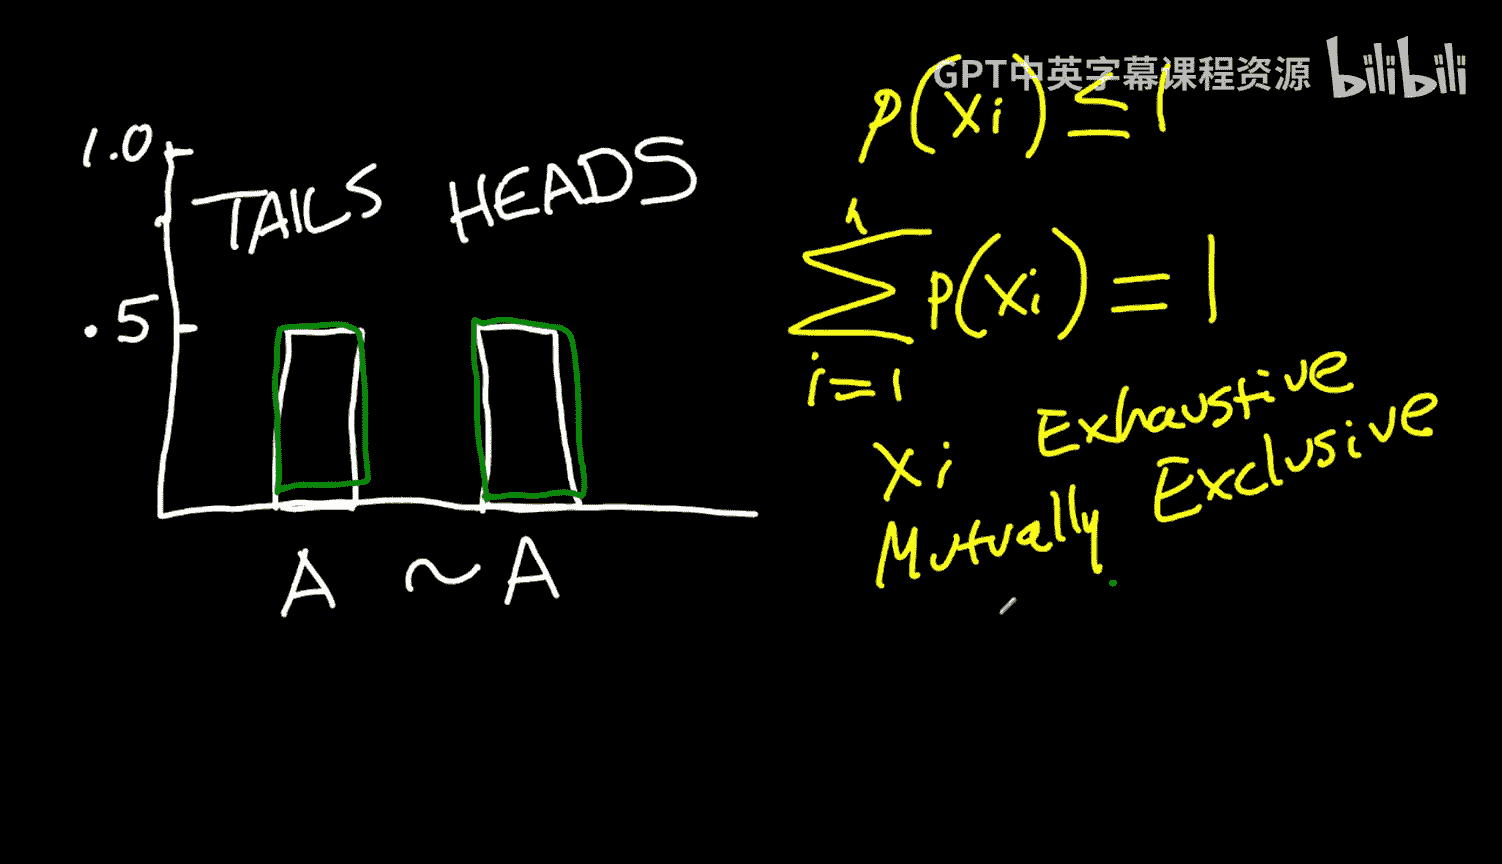 GPT中英字幕课程资源 bilibili
p(xi) ≤ 1
1.0
TAILS HEADS
n
∑ p(xi) = 1
i=1
.5
xi Exhaustive
Mutually Exclusive
A ~A